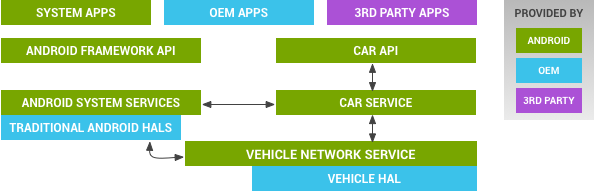 SYSTEM APPS
OEM APPS
3RD PARTY APPS
PROVIDED BY
ANDROID
OEM
3RD PARTY
ANDROID FRAMEWORK API
CAR API
ANDROID SYSTEM SERVICES
CAR SERVICE
TRADITIONAL ANDROID HALS
VEHICLE NETWORK SERVICE
VEHICLE HAL